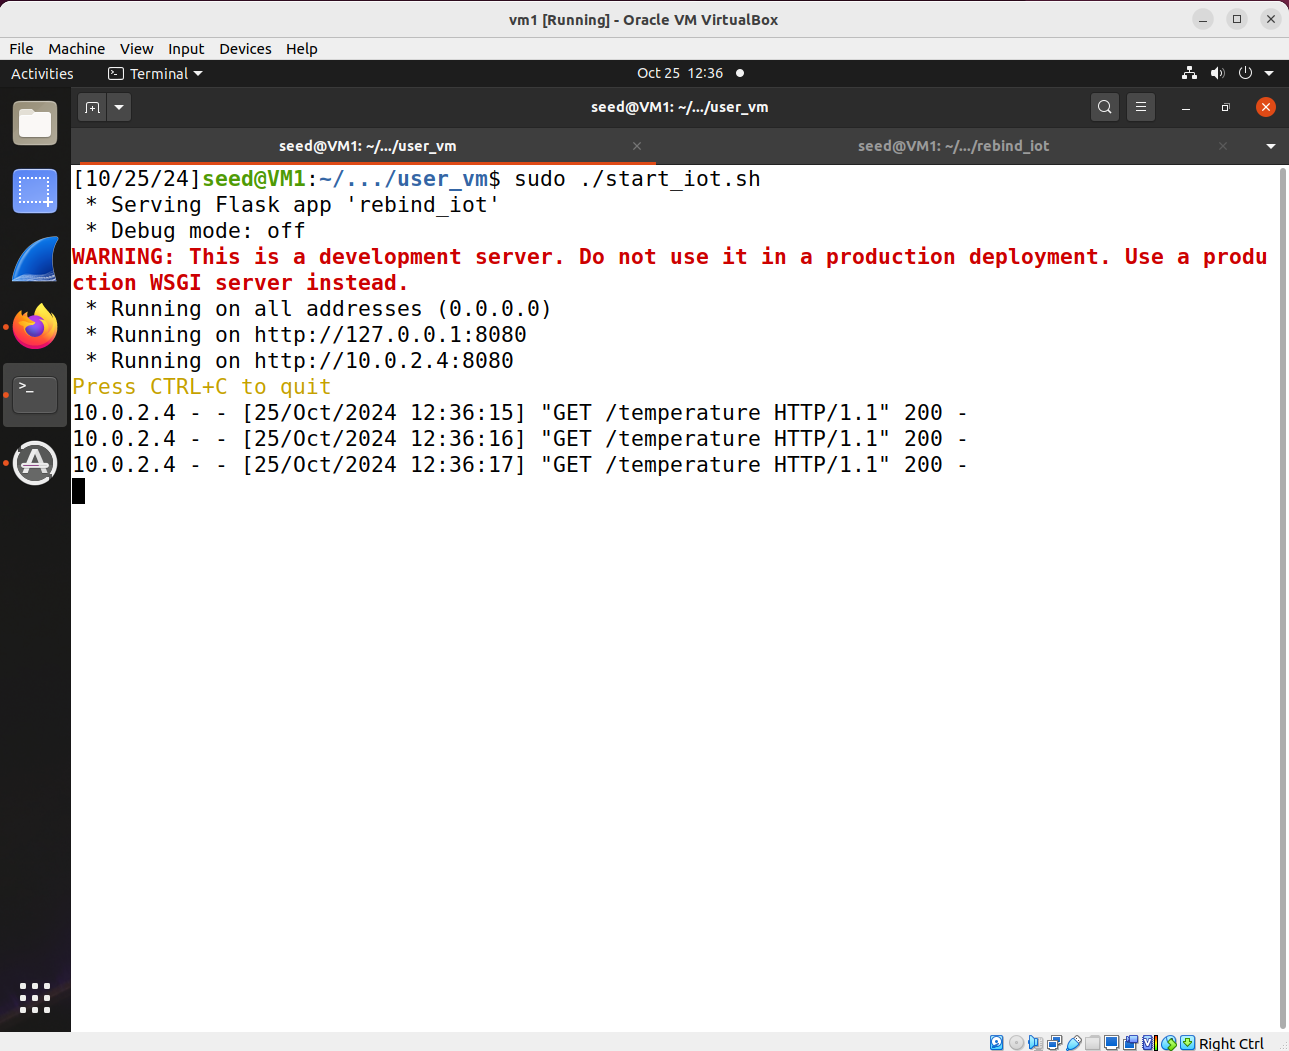 vm1 [Running] - Oracle VM VirtualBox
File Machine View Input Devices Help
Activities Terminal Oct 25 12:36
seed@VM1: ~/.../user_vm
seed@VM1: ~/.../user_vm seed@VM1: ~/.../rebind_iot
[10/25/24]seed@VM1:~/.../user_vm$ sudo ./start_iot.sh
 * Serving Flask app 'rebind_iot'
 * Debug mode: off
WARNING: This is a development server. Do not use it in a production deployment. Use a produ
ction WSGI server instead.
 * Running on all addresses (0.0.0.0)
 * Running on http://127.0.0.1:8080
 * Running on http://10.0.2.4:8080
Press CTRL+C to quit
10.0.2.4 - - [25/Oct/2024 12:36:15] "GET /temperature HTTP/1.1" 200 -
10.0.2.4 - - [25/Oct/2024 12:36:16] "GET /temperature HTTP/1.1" 200 -
10.0.2.4 - - [25/Oct/2024 12:36:17] "GET /temperature HTTP/1.1" 200 -
Right Ctrl